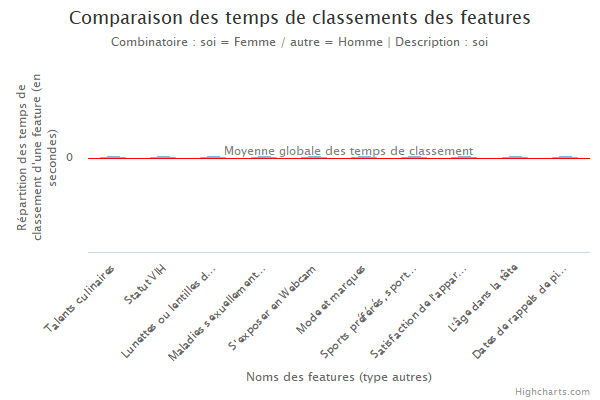 Comparaison des temps de classements des features
Combinatoire : soi = Femme / autre = Homme | Description : soi
Répartition des temps de
classement d'une feature (en
secondes)
0
Moyenne globale des temps de classement
Talents culinaires
Statut VIH
Lunettes ou lentilles d...
Maladies sexuellement...
S'exposer en Webcam
Mode et marques
Sports préférés, sport...
Satisfaction de l'appar...
L'âge dans la tête
Dates de rappels de pi...
Noms des features (type autres)
Highcharts.com